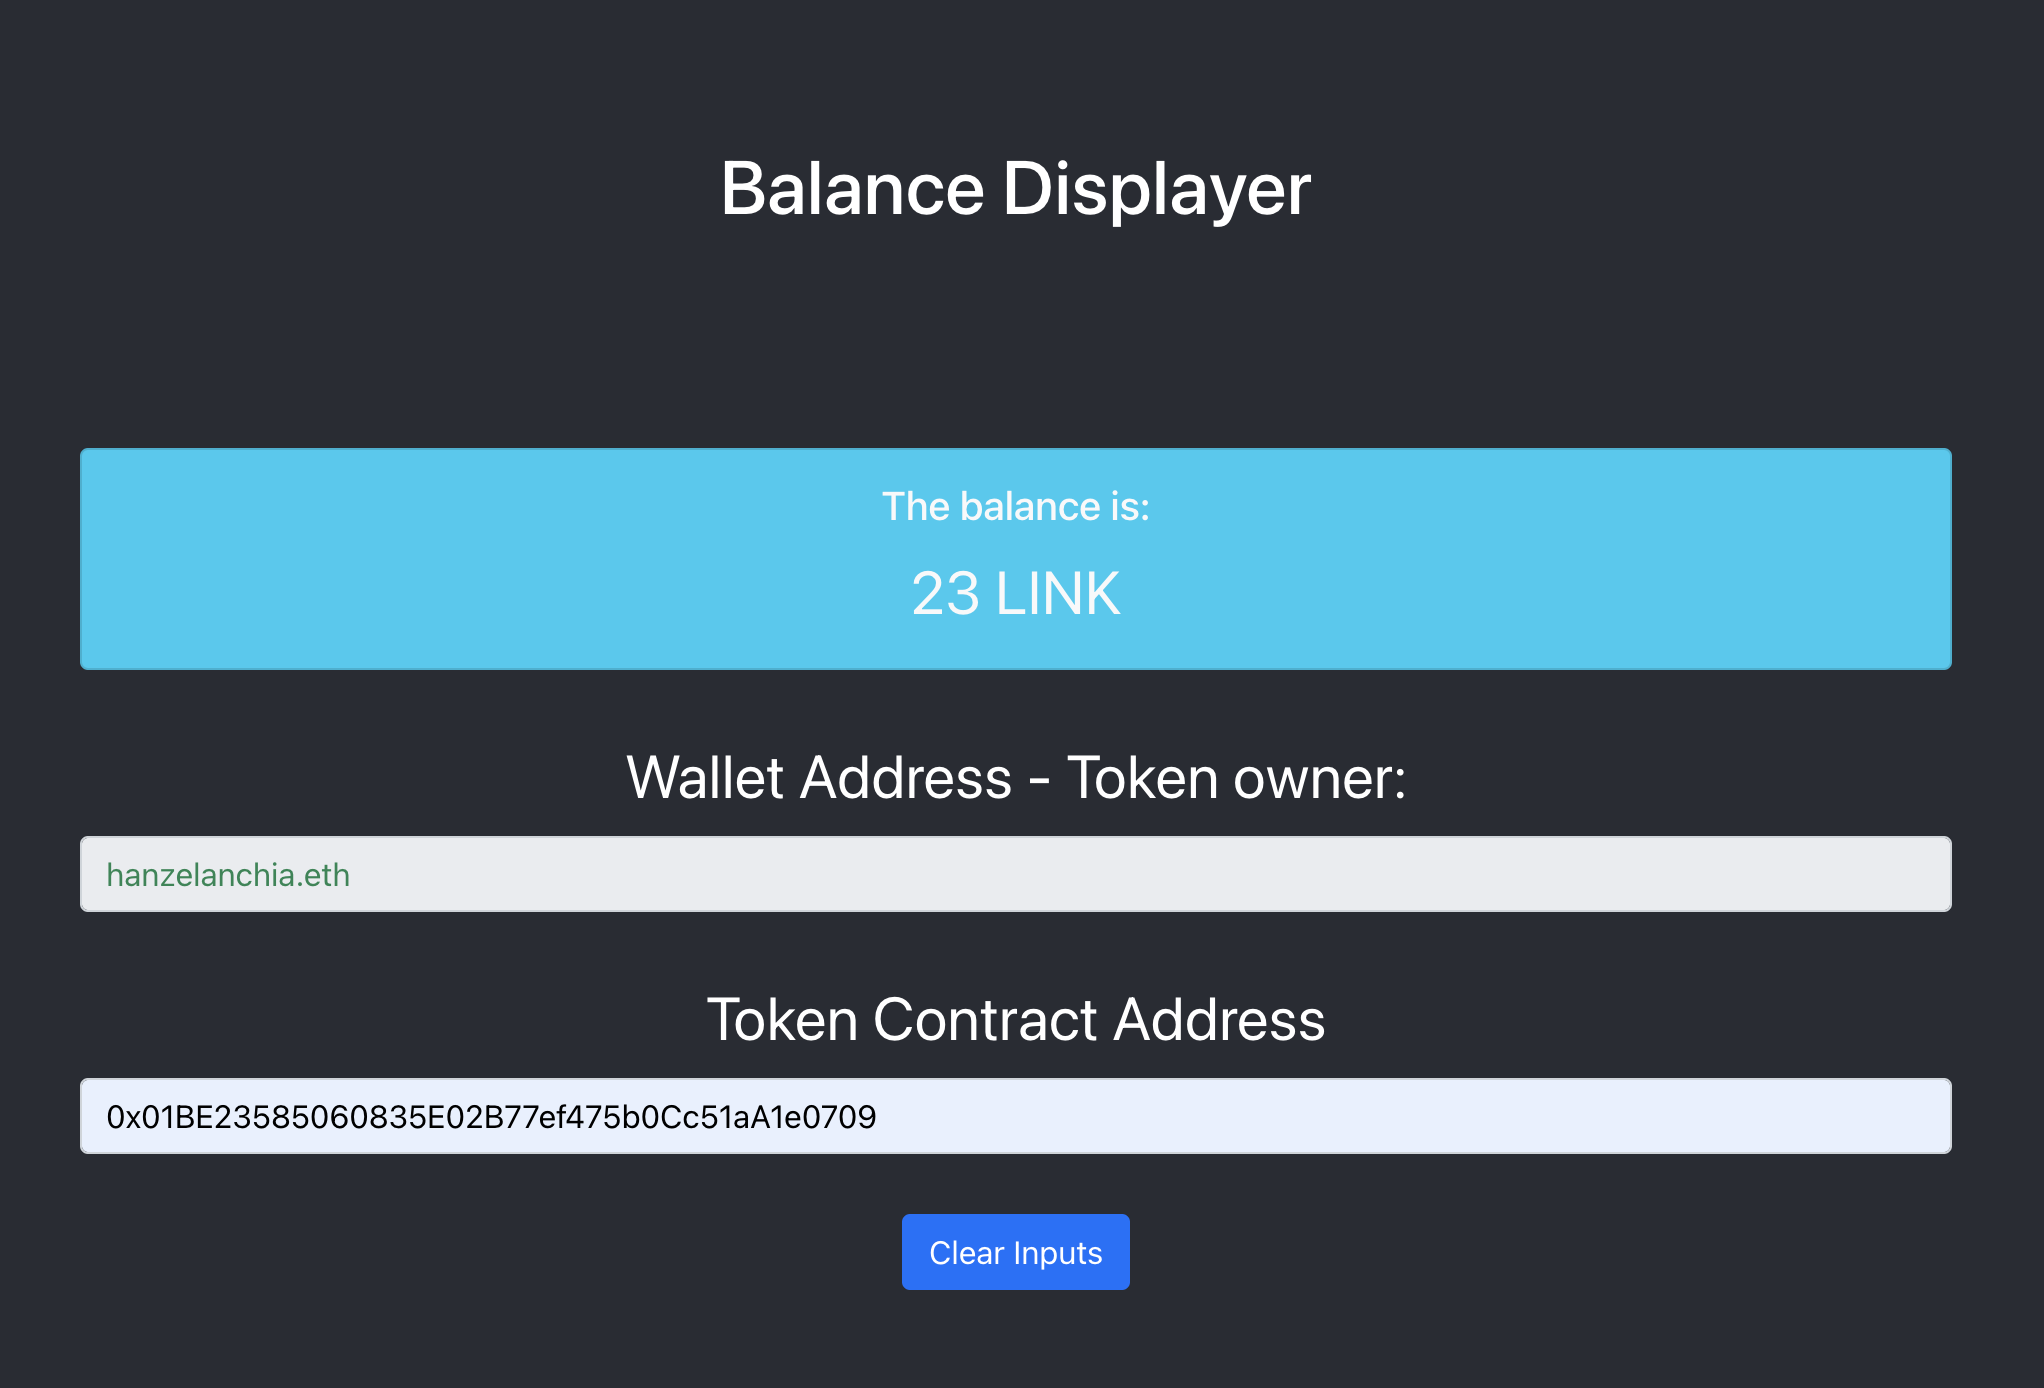 Balance Displayer
The balance is:
23 LINK
Wallet Address - Token owner:
hanzelanchia.eth
Token Contract Address
0x01BE23585060835E02B77ef475b0Cc51aA1e0709
Clear Inputs